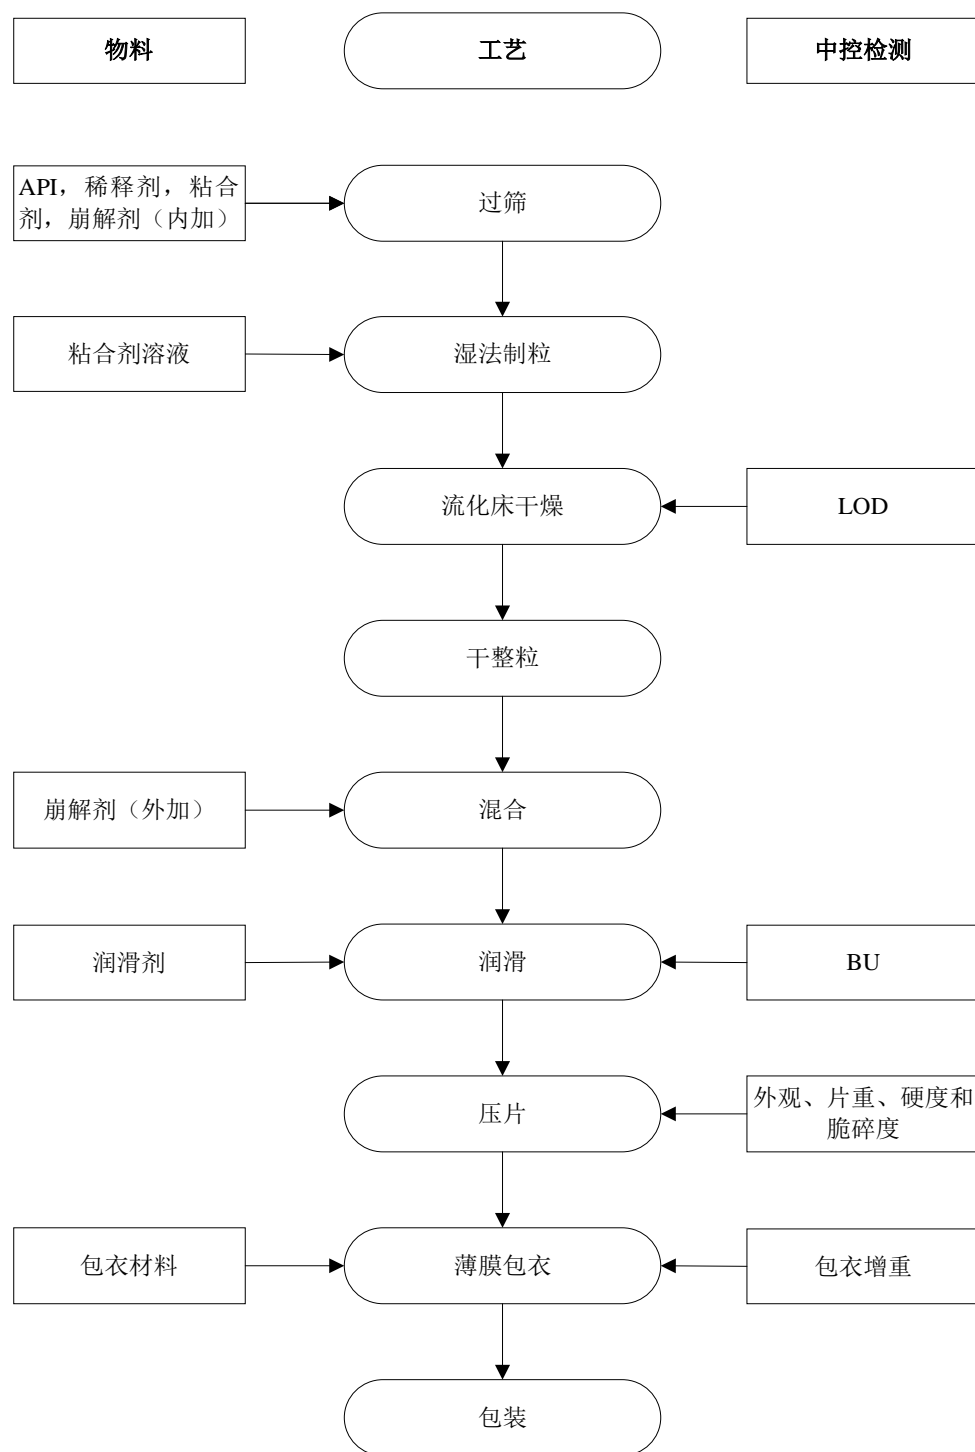 物料
工艺
中控检测
API，稀释剂，粘合
剂，崩解剂（内加）
过筛
粘合剂溶液
湿法制粒
流化床干燥
LOD
干整粒
崩解剂（外加）
混合
润滑剂
润滑
BU
压片
外观、片重、硬度和
脆碎度
包衣材料
薄膜包衣
包衣增重
包装